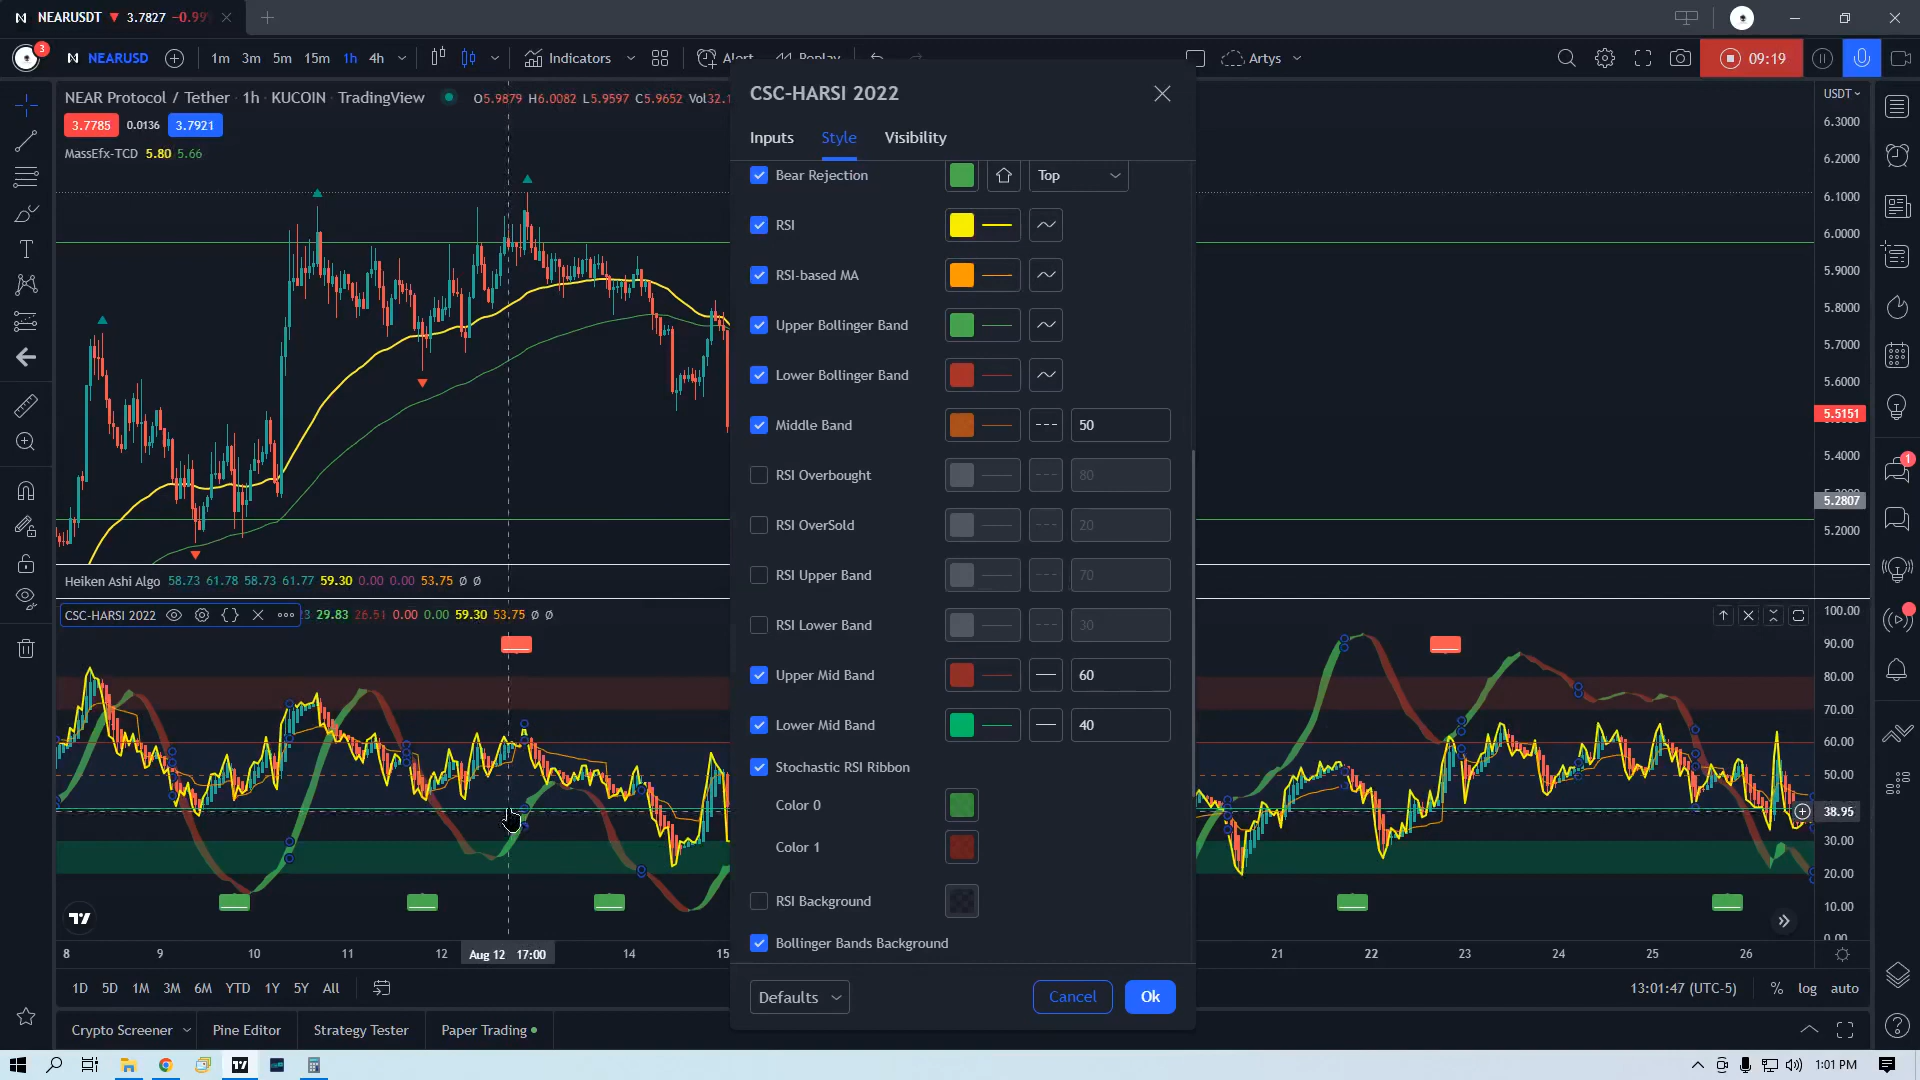 NEARUSDT ▼ 3.7827 −0.99%
3
NEARUSD 1m 3m 5m 15m 1h 4h Indicators Alert Replay Artys 09:19
NEAR Protocol / Tether · 1h · KUCOIN · TradingView O5.9879 H6.0082 L5.9597 C5.9652
3.7785 0.0136 3.7921
MassEfx-TCD 5.80 5.66
USDT
6.3000
6.2000
6.1000
6.0000
5.9000
5.8000
5.7000
5.6000
5.5151
5.4000
5.2807
5.2000
1
Heiken Ashi Algo 58.73 61.78 58.73 61.77 59.30 0.00 0.00 53.75 ø ø
CSC-HARSI 2022 29.83 26.51 0.00 0.00 59.30 53.75 ø ø
100.00
90.00
80.00
70.00
60.00
50.00
38.95
30.00
20.00
10.00
0.00
8 9 10 11 12 Aug 12 17:00 14 21 22 23 24 25 26
CSC-HARSI 2022
Inputs Style Visibility
Bear Rejection Top
RSI
RSI-based MA
Upper Bollinger Band
Lower Bollinger Band
Middle Band 50
RSI Overbought 80
RSI OverSold 20
RSI Upper Band 70
RSI Lower Band 30
Upper Mid Band 60
Lower Mid Band 40
Stochastic RSI Ribbon
Color 0
Color 1
RSI Background
Bollinger Bands Background
Defaults Cancel Ok
1D 5D 1M 3M 6M YTD 1Y 5Y All 13:01:47 (UTC-5) % log auto
Crypto Screener Pine Editor Strategy Tester Paper Trading
1:01 PM